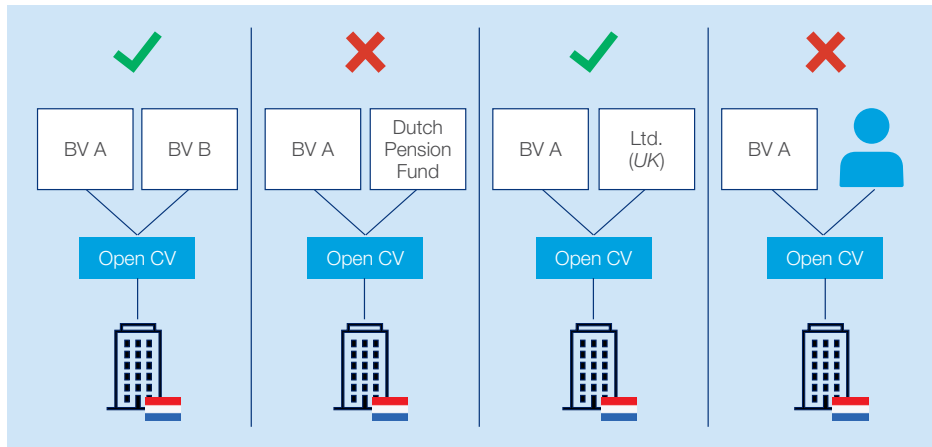 BV A
BV B
Open CV
BV A
Dutch
Pension
Fund
Open CV
BV A
Ltd.
(UK)
Open CV
BV A
Open CV